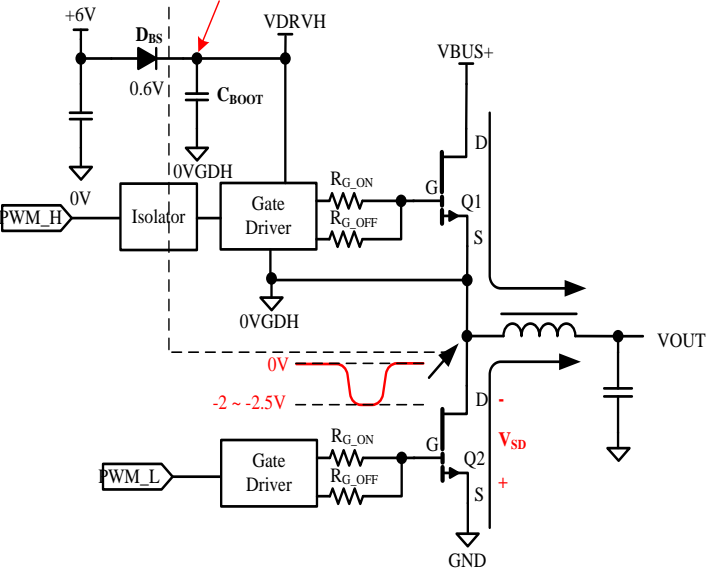 +6V
DBS
VDRVH
VBUS+
0.6V
CBOOT
D
0V
0VGDH
RG_ON
G
Q1
PWM_H
Isolator
Gate
Driver
RG_OFF
S
0VGDH
VOUT
0V
-2 ~ -2.5V
D
-
RG_ON
G
VSD
Gate
Driver
Q2
PWM_L
RG_OFF
S
+
GND